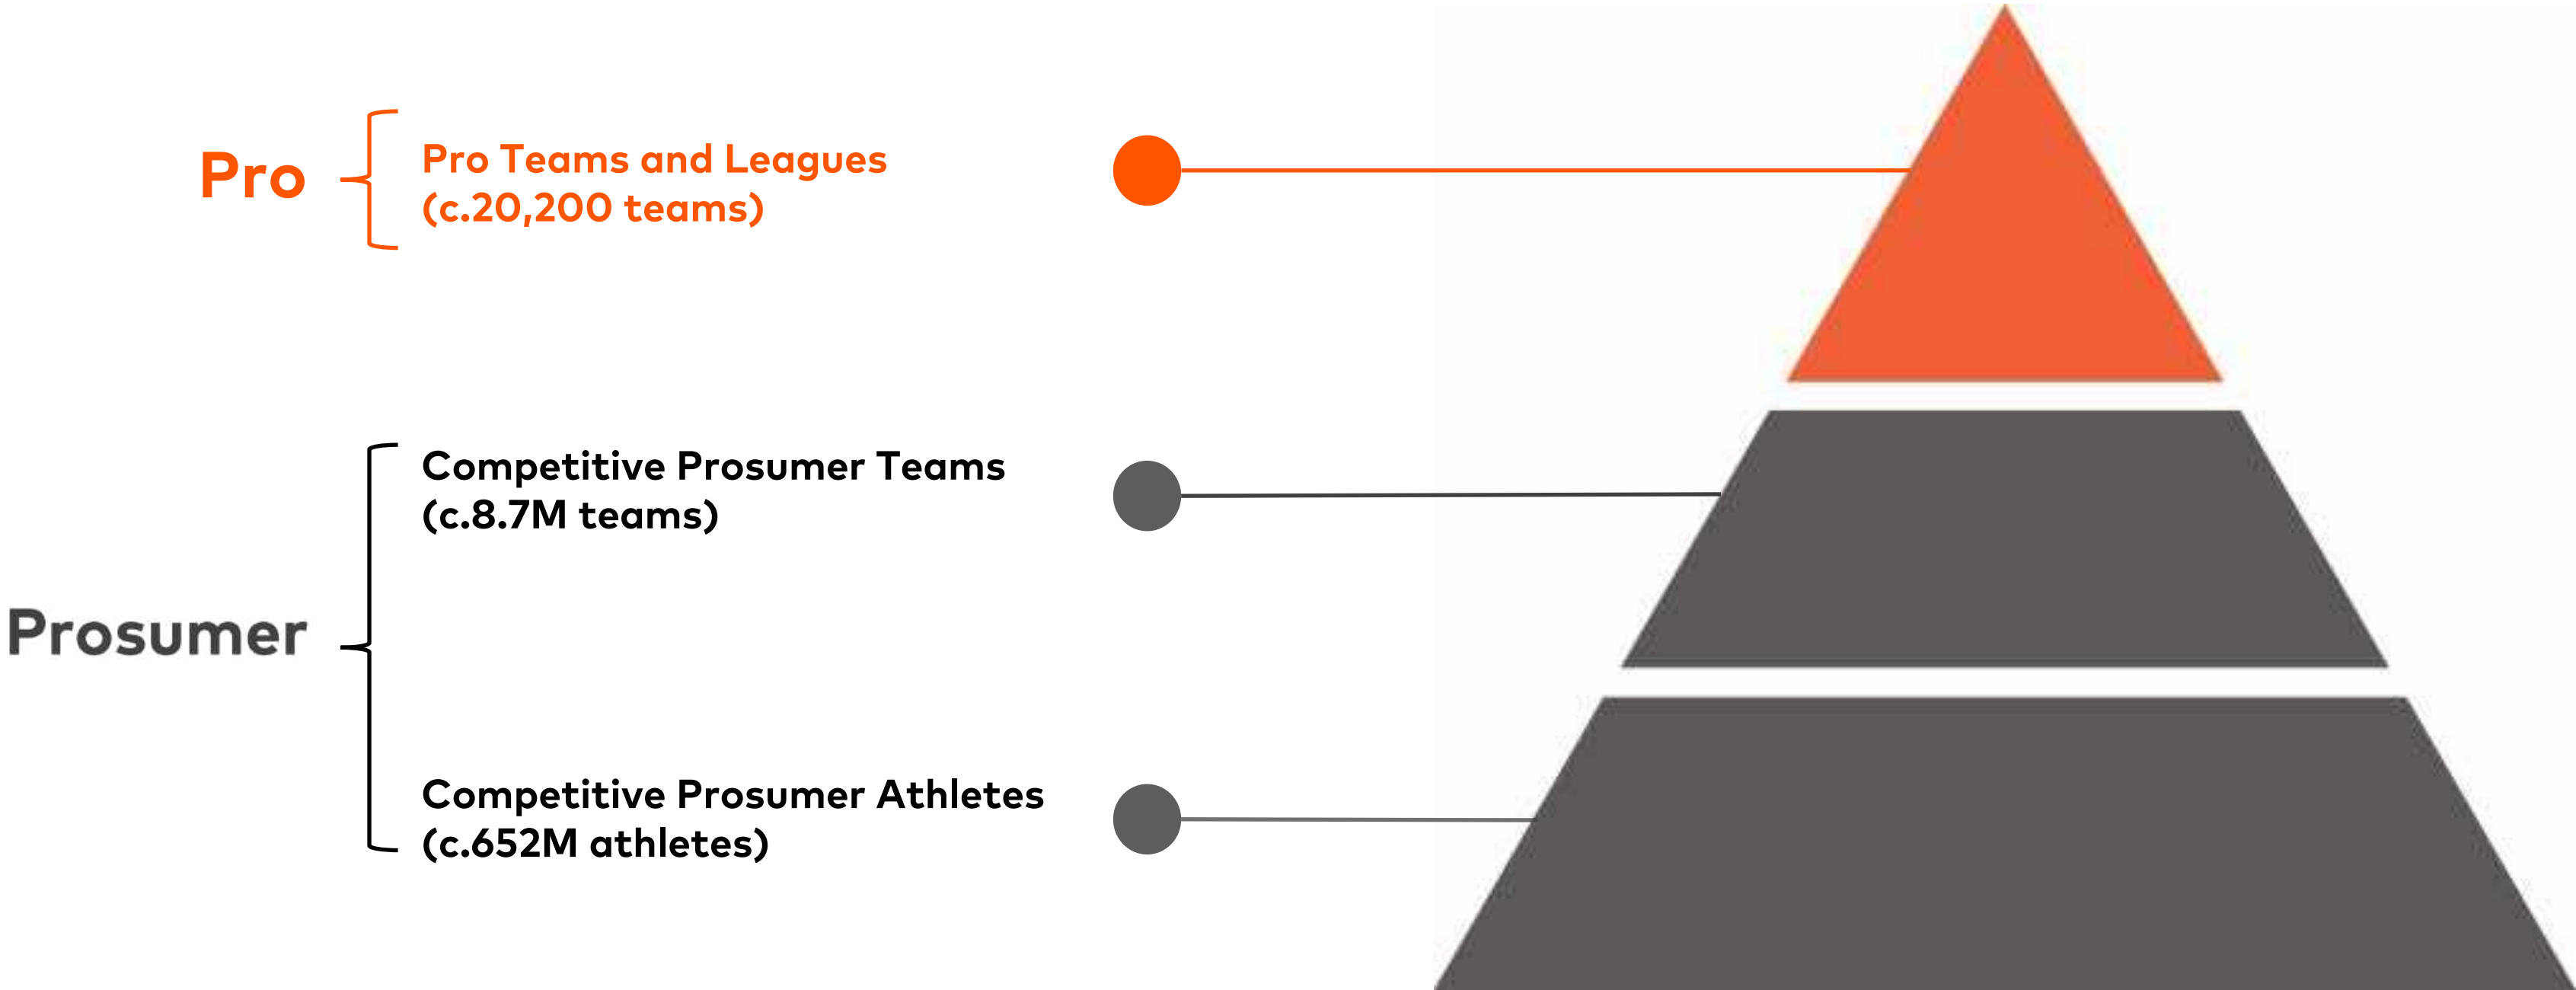 Pro
Pro Teams and Leagues
(c.20,200 teams)
Prosumer
Competitive Prosumer Teams
(c.8.7M teams)
Competitive Prosumer Athletes
(c.652M athletes)